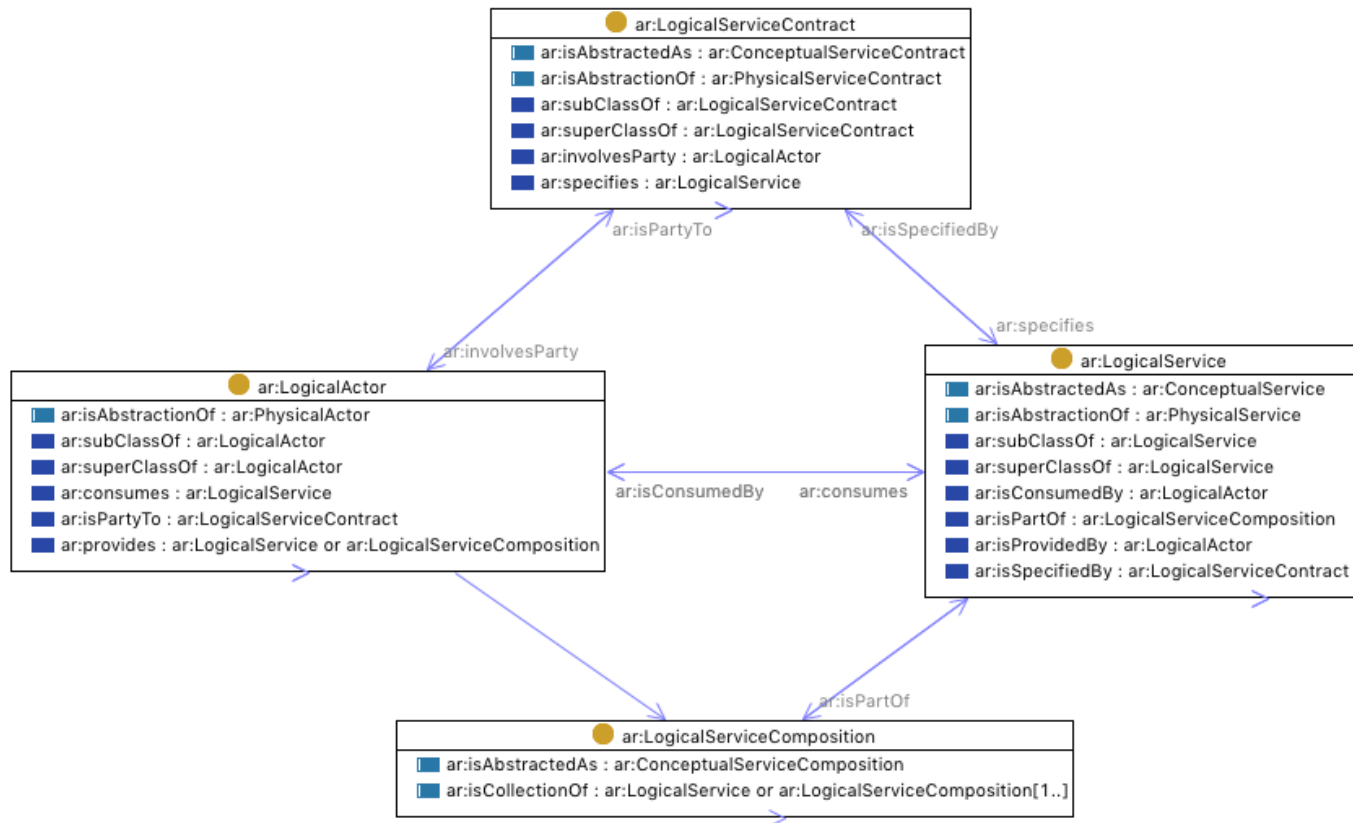 ar:LogicalServiceContract
ar:isAbstractedAs : ar:ConceptualServiceContract
ar:isAbstractionOf : ar:PhysicalServiceContract
ar:subClassOf : ar:LogicalServiceContract
ar:superClassOf : ar:LogicalServiceContract
ar:involvesParty : ar:LogicalActor
ar:specifies : ar:LogicalService
ar:isPartyTo
ar:isSpecifiedBy
ar:involvesParty
ar:specifies
ar:LogicalActor
ar:isAbstractionOf : ar:PhysicalActor
ar:subClassOf : ar:LogicalActor
ar:superClassOf : ar:LogicalActor
ar:consumes : ar:LogicalService
ar:isPartyTo : ar:LogicalServiceContract
ar:provides : ar:LogicalService or ar:LogicalServiceComposition
ar:isConsumedBy
ar:consumes
ar:LogicalService
ar:isAbstractedAs : ar:ConceptualService
ar:isAbstractionOf : ar:PhysicalService
ar:subClassOf : ar:LogicalService
ar:superClassOf : ar:LogicalService
ar:isConsumedBy : ar:LogicalActor
ar:isPartOf : ar:LogicalServiceComposition
ar:isProvidedBy : ar:LogicalActor
ar:isSpecifiedBy : ar:LogicalServiceContract
ar:isPartOf
ar:LogicalServiceComposition
ar:isAbstractedAs : ar:ConceptualServiceComposition
ar:isCollectionOf : ar:LogicalService or ar:LogicalServiceComposition[1..]